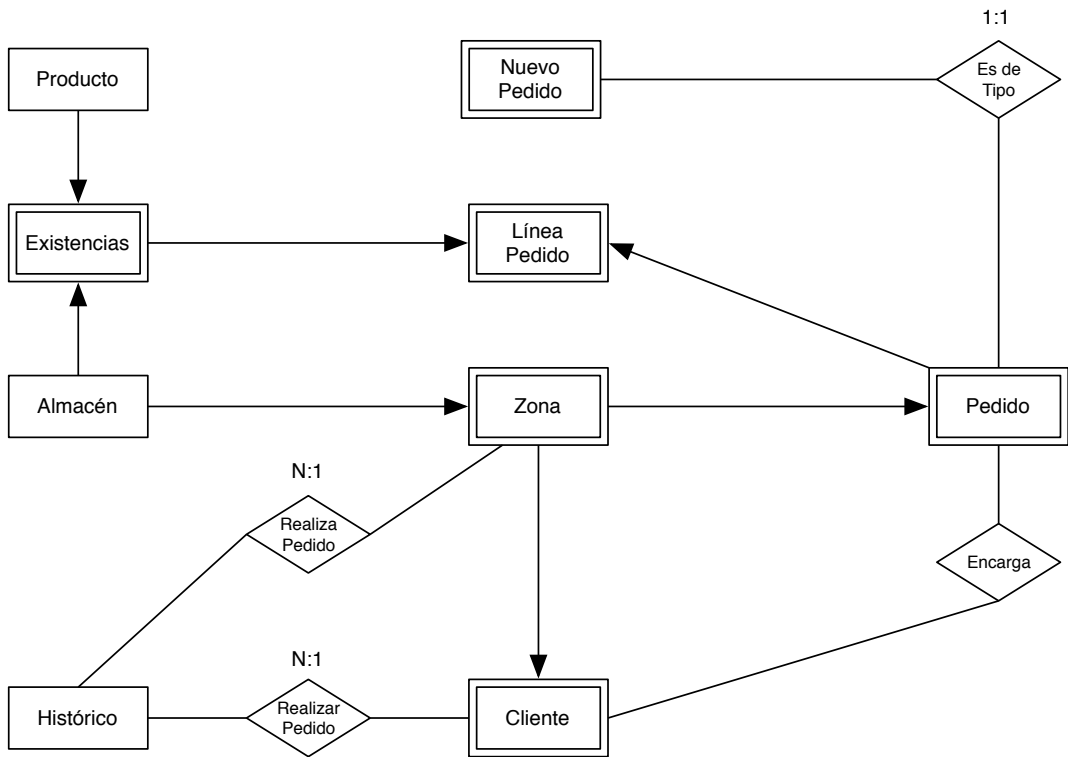 1:1
Producto
Nuevo
Pedido
Es de
Tipo
Existencias
Línea
Pedido
Almacén
Zona
Pedido
N:1
Realiza
Pedido
Encarga
N:1
Histórico
Realizar
Pedido
Cliente